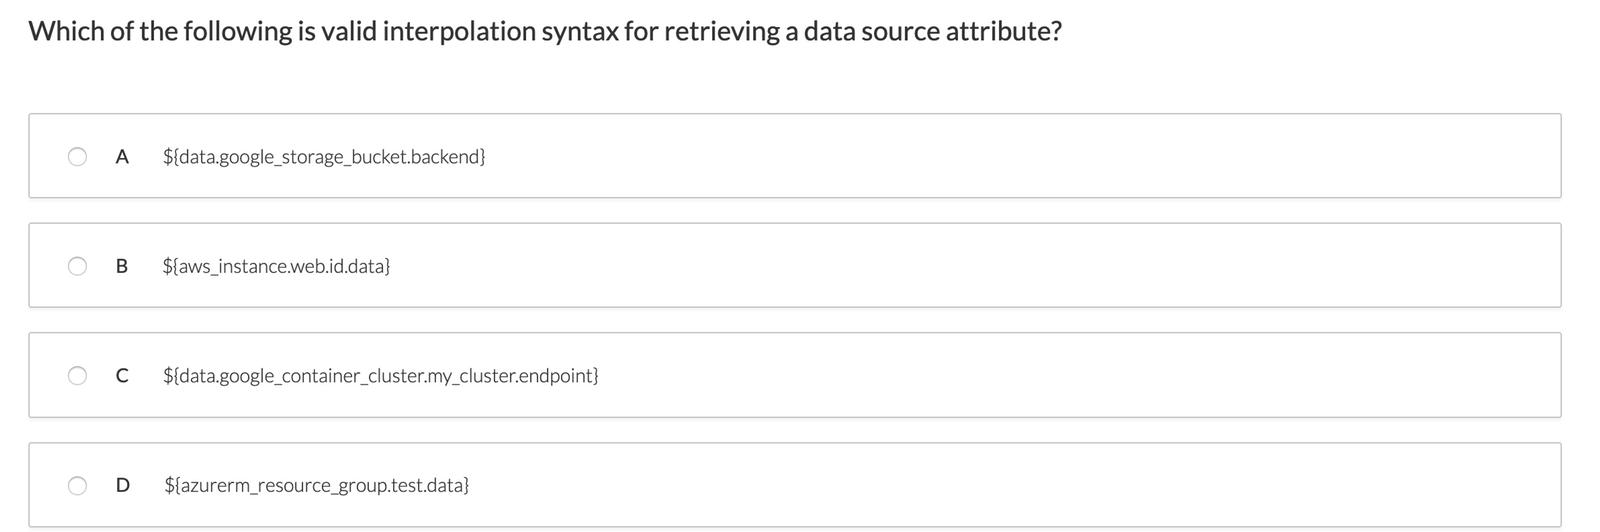 Which of the following is valid interpolation syntax for retrieving a data source attribute?
A ${data.google_storage_bucket.backend}
B ${aws_instance.web.id.data}
C ${data.google_container_cluster.my_cluster.endpoint}
D ${azurerm_resource_group.test.data}